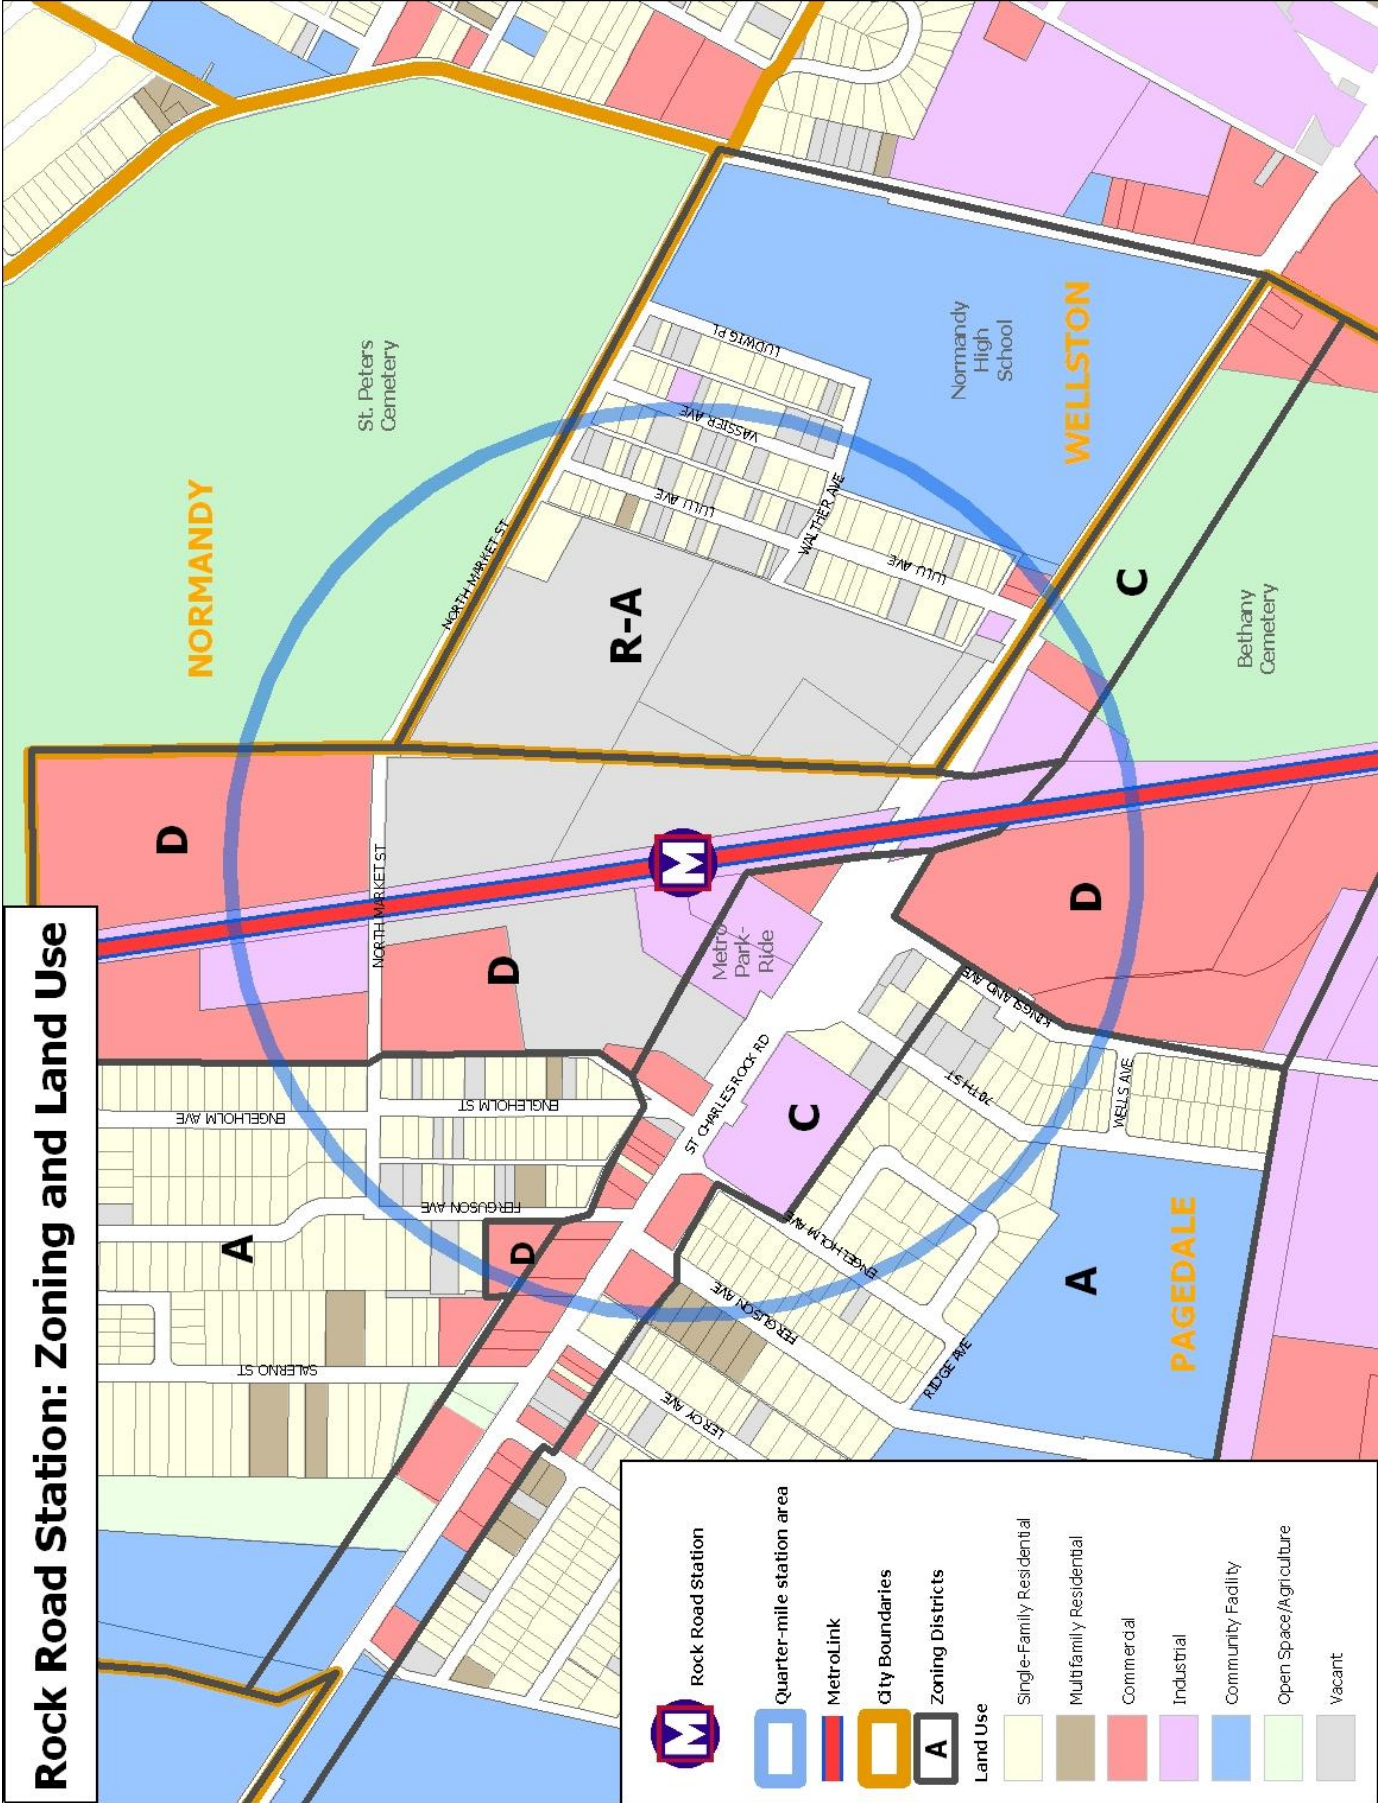 Rock Road Station: Zoning and Land Use
NORMANDY
St. Peters
Cemetery
D
NORTH MARKET ST
NORTH MARKET ST
R-A
LUDWIG PL
VASSIER AVE
LULU AVE
WALTHER AVE
LULU AVE
Normandy
High
School
WELLSTON
C
Bethany
Cemetery
D
M
Metro
Park-
Ride
D
KINGSLAND AVE
ENGELHOLM AVE
ENGLEHOLM ST
FERGUSON AVE
A
D
SALERNO ST
ST CHARLES ROCK RD
C
70TH ST
WELLS AVE
ENGELHOLM AVE
FERGUSON AVE
LEROY AVE
RIDGE AVE
A
PAGEDALE
M
Rock Road Station
Quarter-mile station area
MetroLink
City Boundaries
A
Zoning Districts
Land Use
Single-Family Residential
Multifamily Residential
Commercial
Industrial
Community Facility
Open Space/Agriculture
Vacant